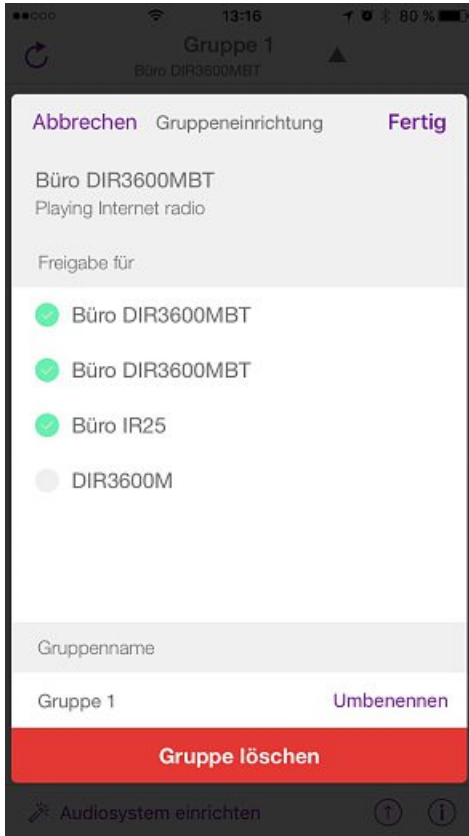 13:16
80 %
Gruppe 1
Büro DIR3600MBT
Abbrechen Gruppeneinrichtung Fertig
Büro DIR3600MBT
Playing Internet radio
Freigabe für
Büro DIR3600MBT
Büro DIR3600MBT
Büro IR25
DIR3600M
Gruppenname
Gruppe 1 Umbenennen
Gruppe löschen
Audiosystem einrichten